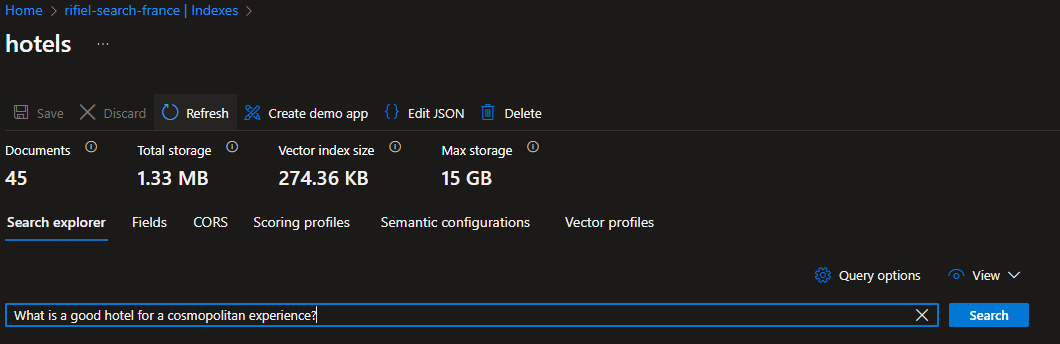 Home > rifiel-search-france | Indexes >
hotels ...
Save Discard Refresh Create demo app Edit JSON Delete
Documents Total storage Vector index size Max storage
45 1.33 MB 274.36 KB 15 GB
Search explorer Fields CORS Scoring profiles Semantic configurations Vector profiles
Query options View
What is a good hotel for a cosmopolitan experience? Search